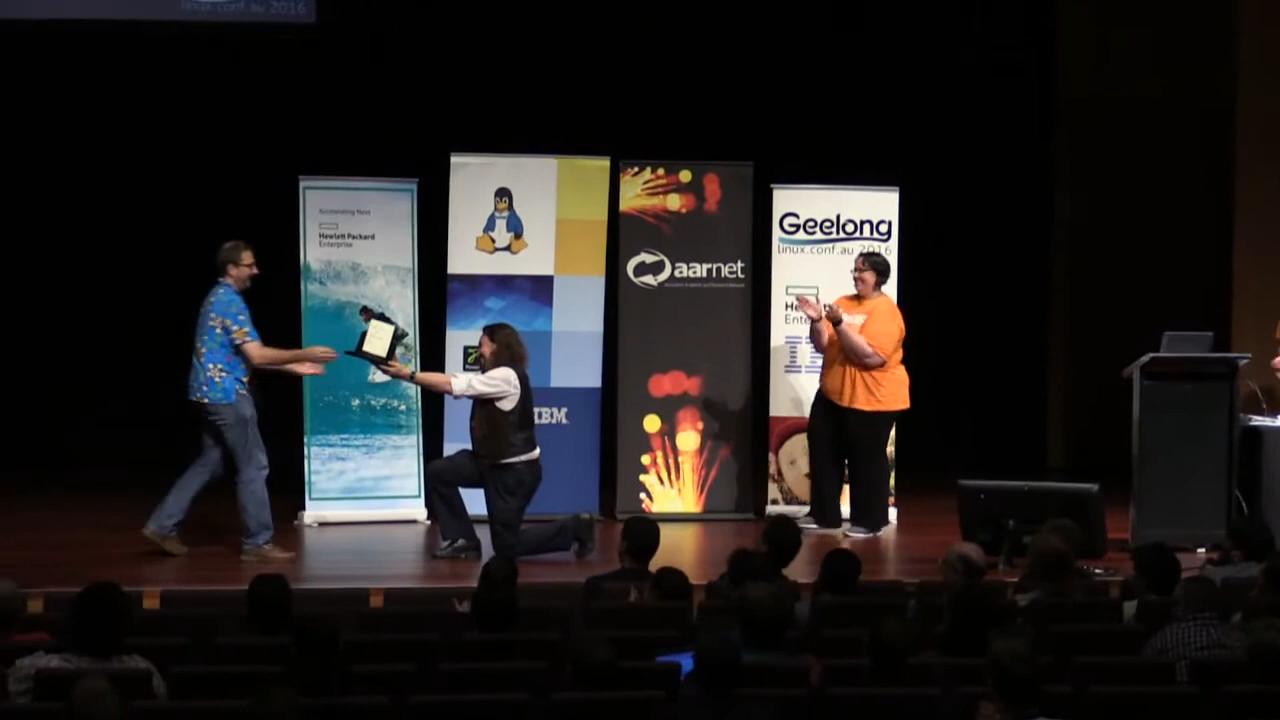 linux.conf.au 2016
Accelerating Next
Hewlett Packard
Enterprise
IBM
aarnet
Geelong
linux.conf.au 2016